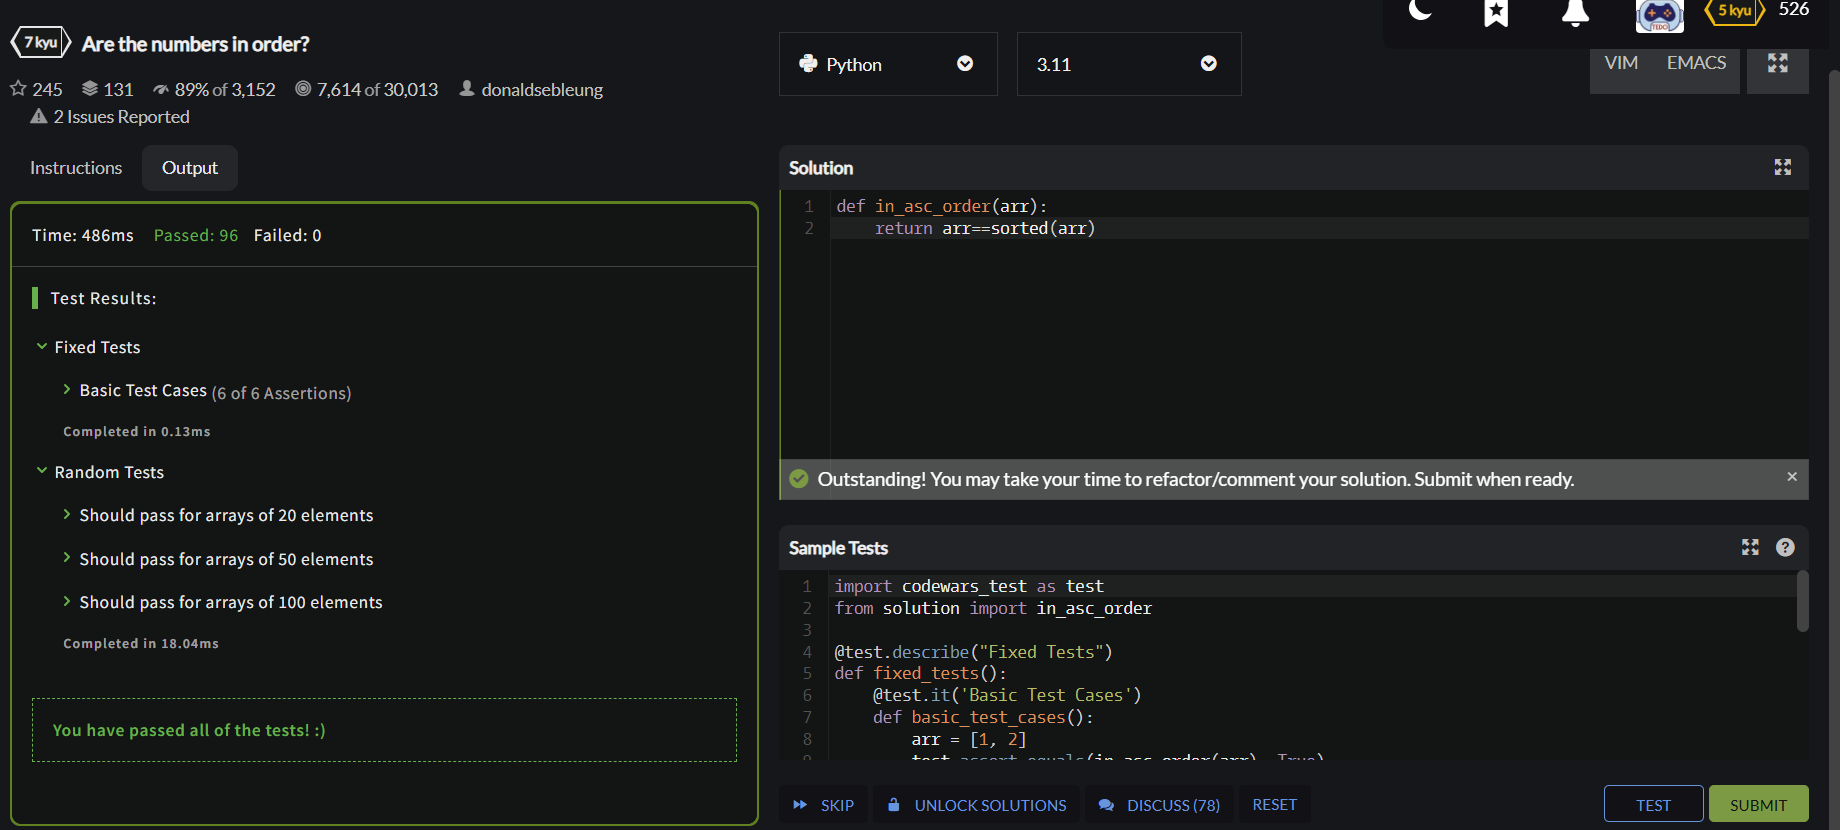 7 kyu Are the numbers in order?
245 131 89% of 3,152 7,614 of 30,013 donaldsebleung
2 Issues Reported
Instructions Output
Time: 486ms Passed: 96 Failed: 0
Test Results:
Fixed Tests
Basic Test Cases (6 of 6 Assertions)
Completed in 0.13ms
Random Tests
Should pass for arrays of 20 elements
Should pass for arrays of 50 elements
Should pass for arrays of 100 elements
Completed in 18.04ms
You have passed all of the tests! :)
5 kyu 526
Python 3.11 VIM EMACS
Solution
1 def in_asc_order(arr):
2 return arr==sorted(arr)
Outstanding! You may take your time to refactor/comment your solution. Submit when ready. ×
Sample Tests ?
1 import codewars_test as test
2 from solution import in_asc_order
3
4 @test.describe("Fixed Tests")
5 def fixed_tests():
6 @test.it('Basic Test Cases')
7 def basic_test_cases():
8 arr = [1, 2]
9 test.assert_equals(in_asc_order(arr), True)
SKIP UNLOCK SOLUTIONS DISCUSS (78) RESET TEST SUBMIT